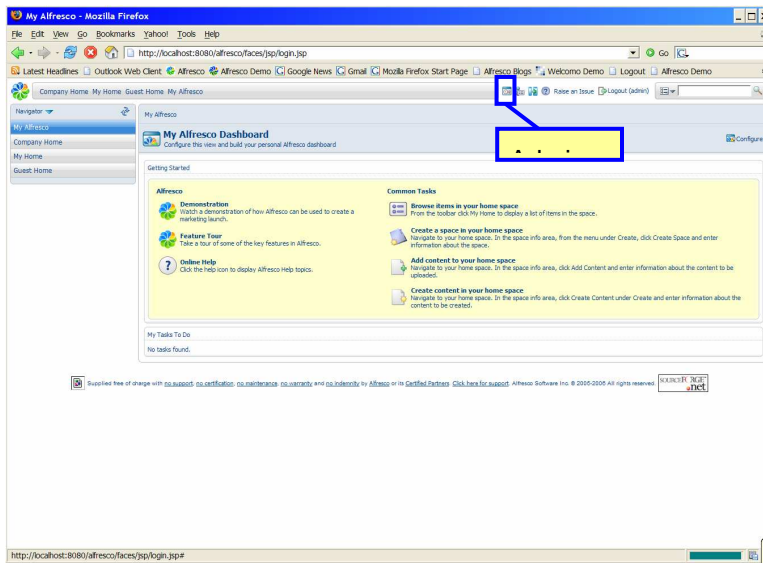 My Alfresco - Mozilla Firefox
File Edit View Go Bookmarks Yahoo! Tools Help
http://localhost:8080/alfresco/faces/jsp/login.jsp
Go
Latest Headlines Outlook Web Client Alfresco Alfresco Demo Google News Gmail Mozilla Firefox Start Page Alfresco Blogs Welcomo Demo Logout Alfresco Demo
Company Home My Home Guest Home My Alfresco
Raise an Issue Logout (admin)
Navigator
My Alfresco
Company Home
My Home
Guest Home
My Alfresco
My Alfresco Dashboard
Configure this view and build your personal Alfresco dashboard
Configure
Getting Started
Alfresco
Demonstration
Watch a demonstration of how Alfresco can be used to create a
marketing launch.
Feature Tour
Take a tour of some of the key features in Alfresco.
Online Help
Click the help icon to display Alfresco Help topics.
Common Tasks
Browse items in your home space
From the toolbar click My Home to display a list of items in the space.
Create a space in your home space
Navigate to your home space. In the space info area, from the menu under Create, click Create Space and enter
information about the space.
Add content to your home space
Navigate to your home space. In the space info area, click Add Content and enter information about the content to be
uploaded.
Create content in your home space
Navigate to your home space. In the space info area, click Create Content under Create and enter information about the
content to be created.
My Tasks To Do
No tasks found.
Supplied free of charge with no support, no certification, no maintenance, no warranty and no indemnity by Alfresco or its Certified Partners. Click here for support. Alfresco Software Inc. © 2005-2006 All rights reserved.
SOURCEFORGE
.net
http://localhost:8080/alfresco/faces/jsp/login.jsp#